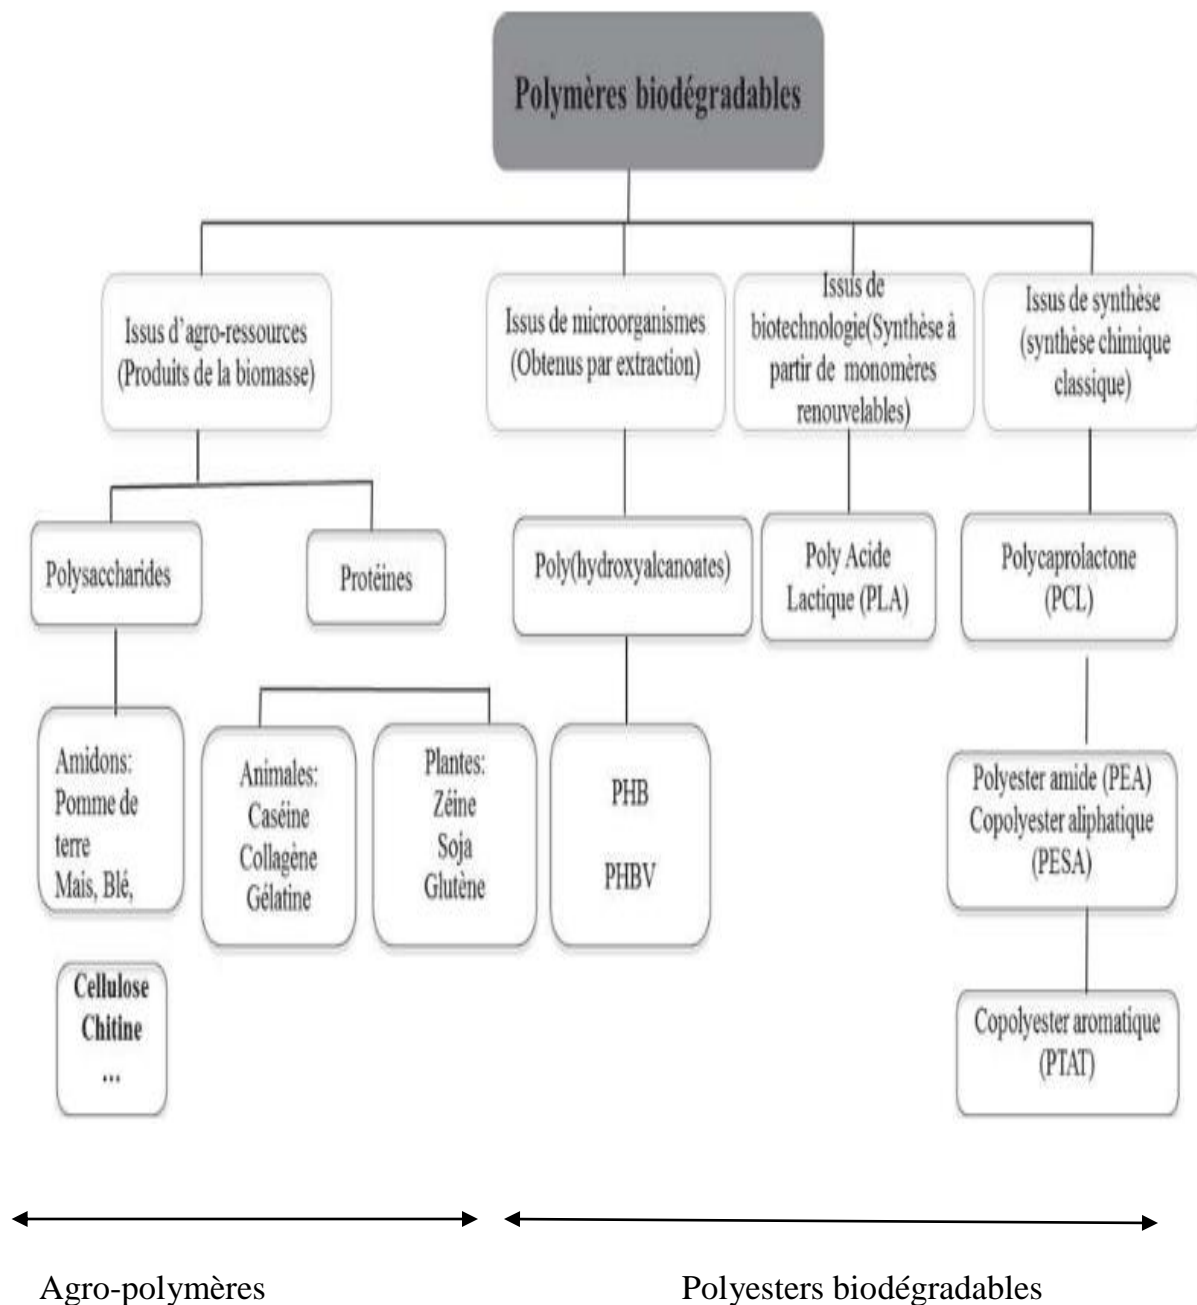 Polymères biodégradables
Issus d'agro-ressources
(Produits de la biomasse)
Issus de microorganismes
(Obtenus par extraction)
Issus de
biotechnologie(Synthèse à
partir de monomères
renouvelables)
Issus de synthèse
(synthèse chimique
classique)
Polysaccharides
Protéines
Poly(hydroxyalcanoates)
Poly Acide
Lactique (PLA)
Polycaprolactone
(PCL)
Amidons:
Pomme de
terre
Mais, Blé,
Animales:
Caséine
Collagène
Gélatine
Plantes:
Zéine
Soja
Glutène
PHB
PHBV
Polyester amide (PEA)
Copolyester aliphatique
(PESA)
Cellulose
Chitine
...
Copolyester aromatique
(PTAT)
Agro-polymères
Polyesters biodégradables